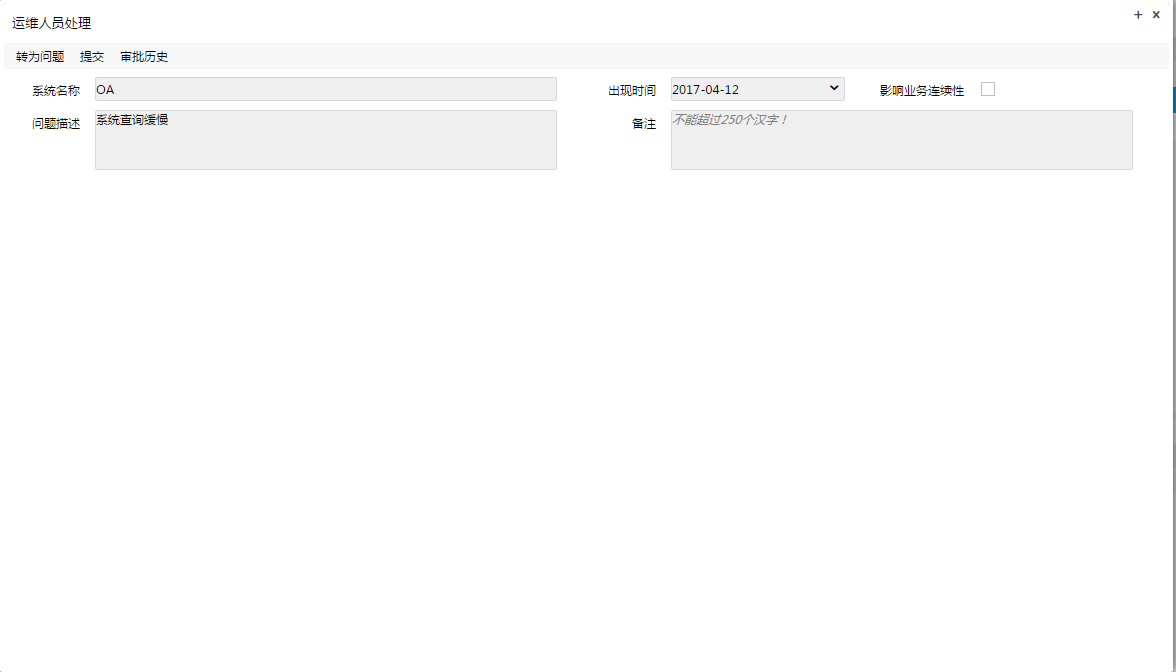 运维人员处理
转为问题 提交 审批历史
系统名称 OA 出现时间 2017-04-12 影响业务连续性
问题描述 系统查询缓慢 备注 不能超过250个汉字！